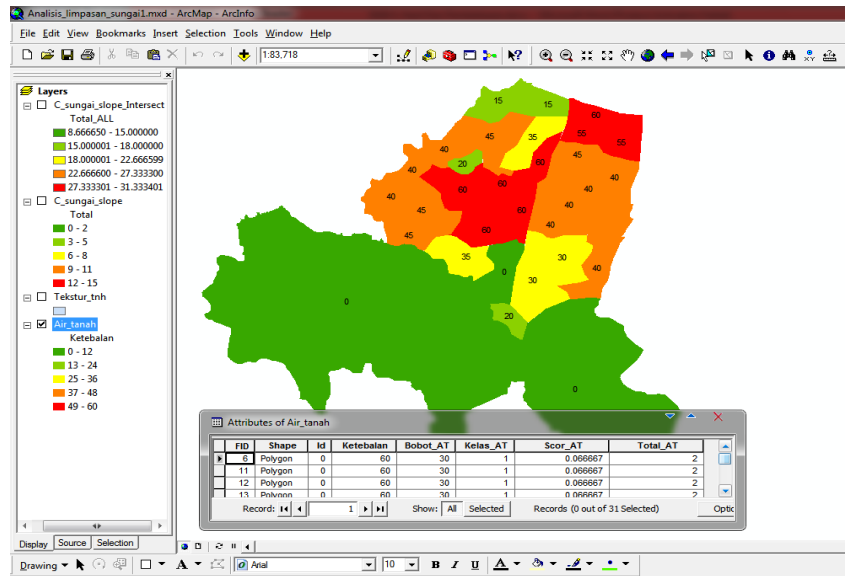 Analisis_limpasan_sungai1.mxd - ArcMap - ArcInfo
File Edit View Bookmarks Insert Selection Tools Window Help
1:83,718
Layers
C_sungai_slope_Intersect
Total_ALL
8.666650 - 15.000000
15.000001 - 18.000000
18.000001 - 22.666599
22.666600 - 27.333300
27.333301 - 31.333401
C_sungai_slope
Total
0 - 2
3 - 5
6 - 8
9 - 11
12 - 15
Tekstur_tnh
Air_tanah
Ketebalan
0 - 12
13 - 24
25 - 36
37 - 48
49 - 60
15 15
60
45 35 55 55
40 45
20 60
40 40
60 60
40 40
40
45 60
40
45 60
35 30
0 40
30
0
20
0
Attributes of Air_tanah
FID Shape Id Ketebalan Bobot_AT Kelas_AT Scor_AT Total_AT
6 Polygon 0 60 30 1 0.066667 2
11 Polygon 0 60 30 1 0.066667 2
12 Polygon 0 60 30 1 0.066667 2
13 Polygon 0 60 30 1 0.066667 2
Record: 1 Show: All Selected Records (0 out of 31 Selected) Optic
Display Source Selection
Drawing A Arial 10 B I U A